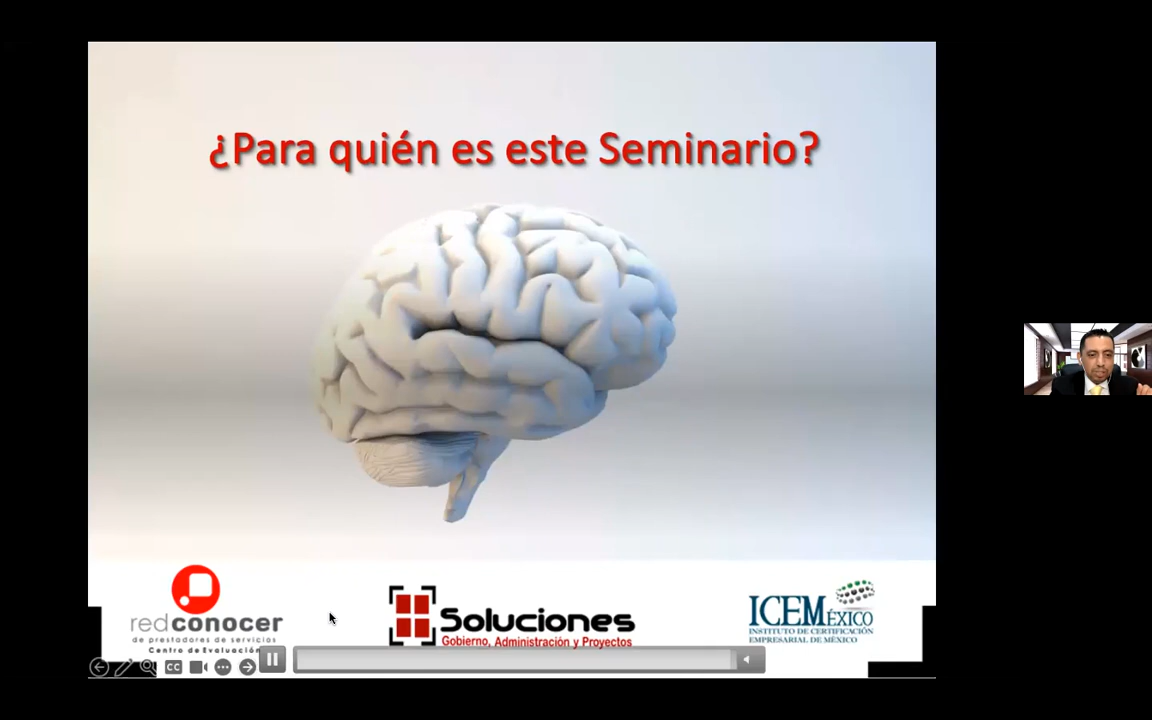 ¿Para quién es este Seminario?
redconocer
de prestadores de servicios
Centro de Evaluación
Soluciones
Gobierno, Administración y Proyectos
ICEMÉXICO
INSTITUTO DE CERTIFICACIÓN
EMPRESARIAL DE MÉXICO
CC